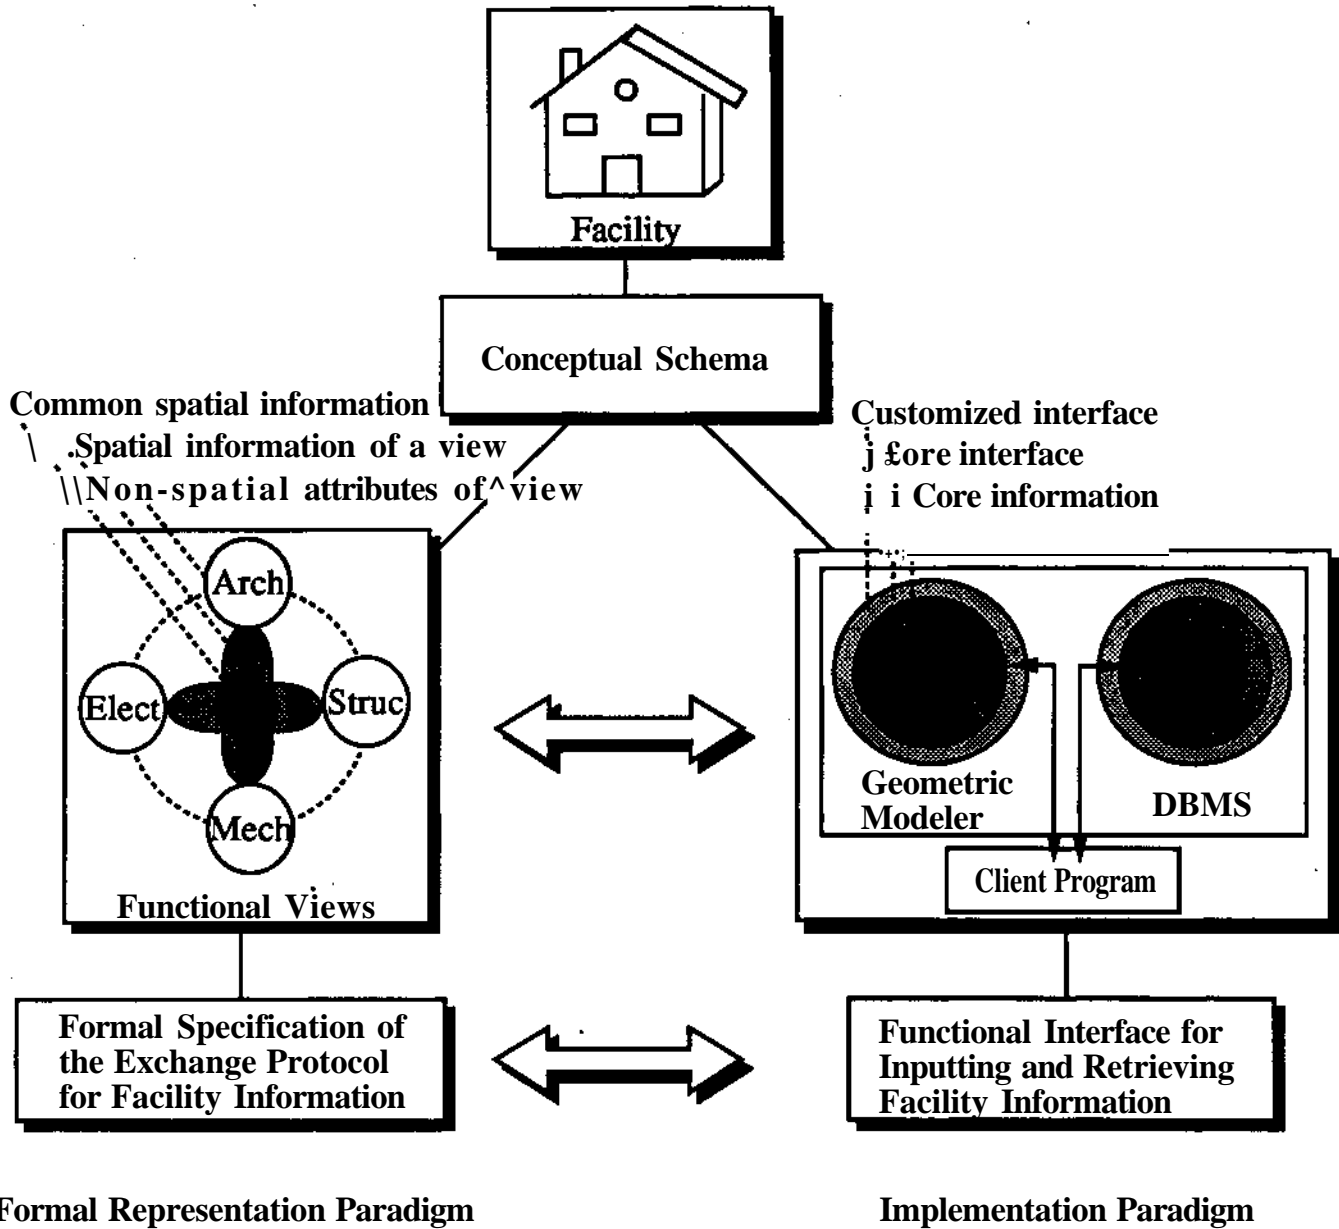 Facility
Conceptual Schema
Common spatial information
.Spatial information of a view
\\Non-spatial attributes of^view
Customized interface
j £ore interface
i i Core information
Arch
Elect
Struc
Mech
Functional Views
Geometric
Modeler
DBMS
Client Program
Formal Specification of
the Exchange Protocol
for Facility Information
Functional Interface for
Inputting and Retrieving
Facility Information
Formal Representation Paradigm
Implementation Paradigm